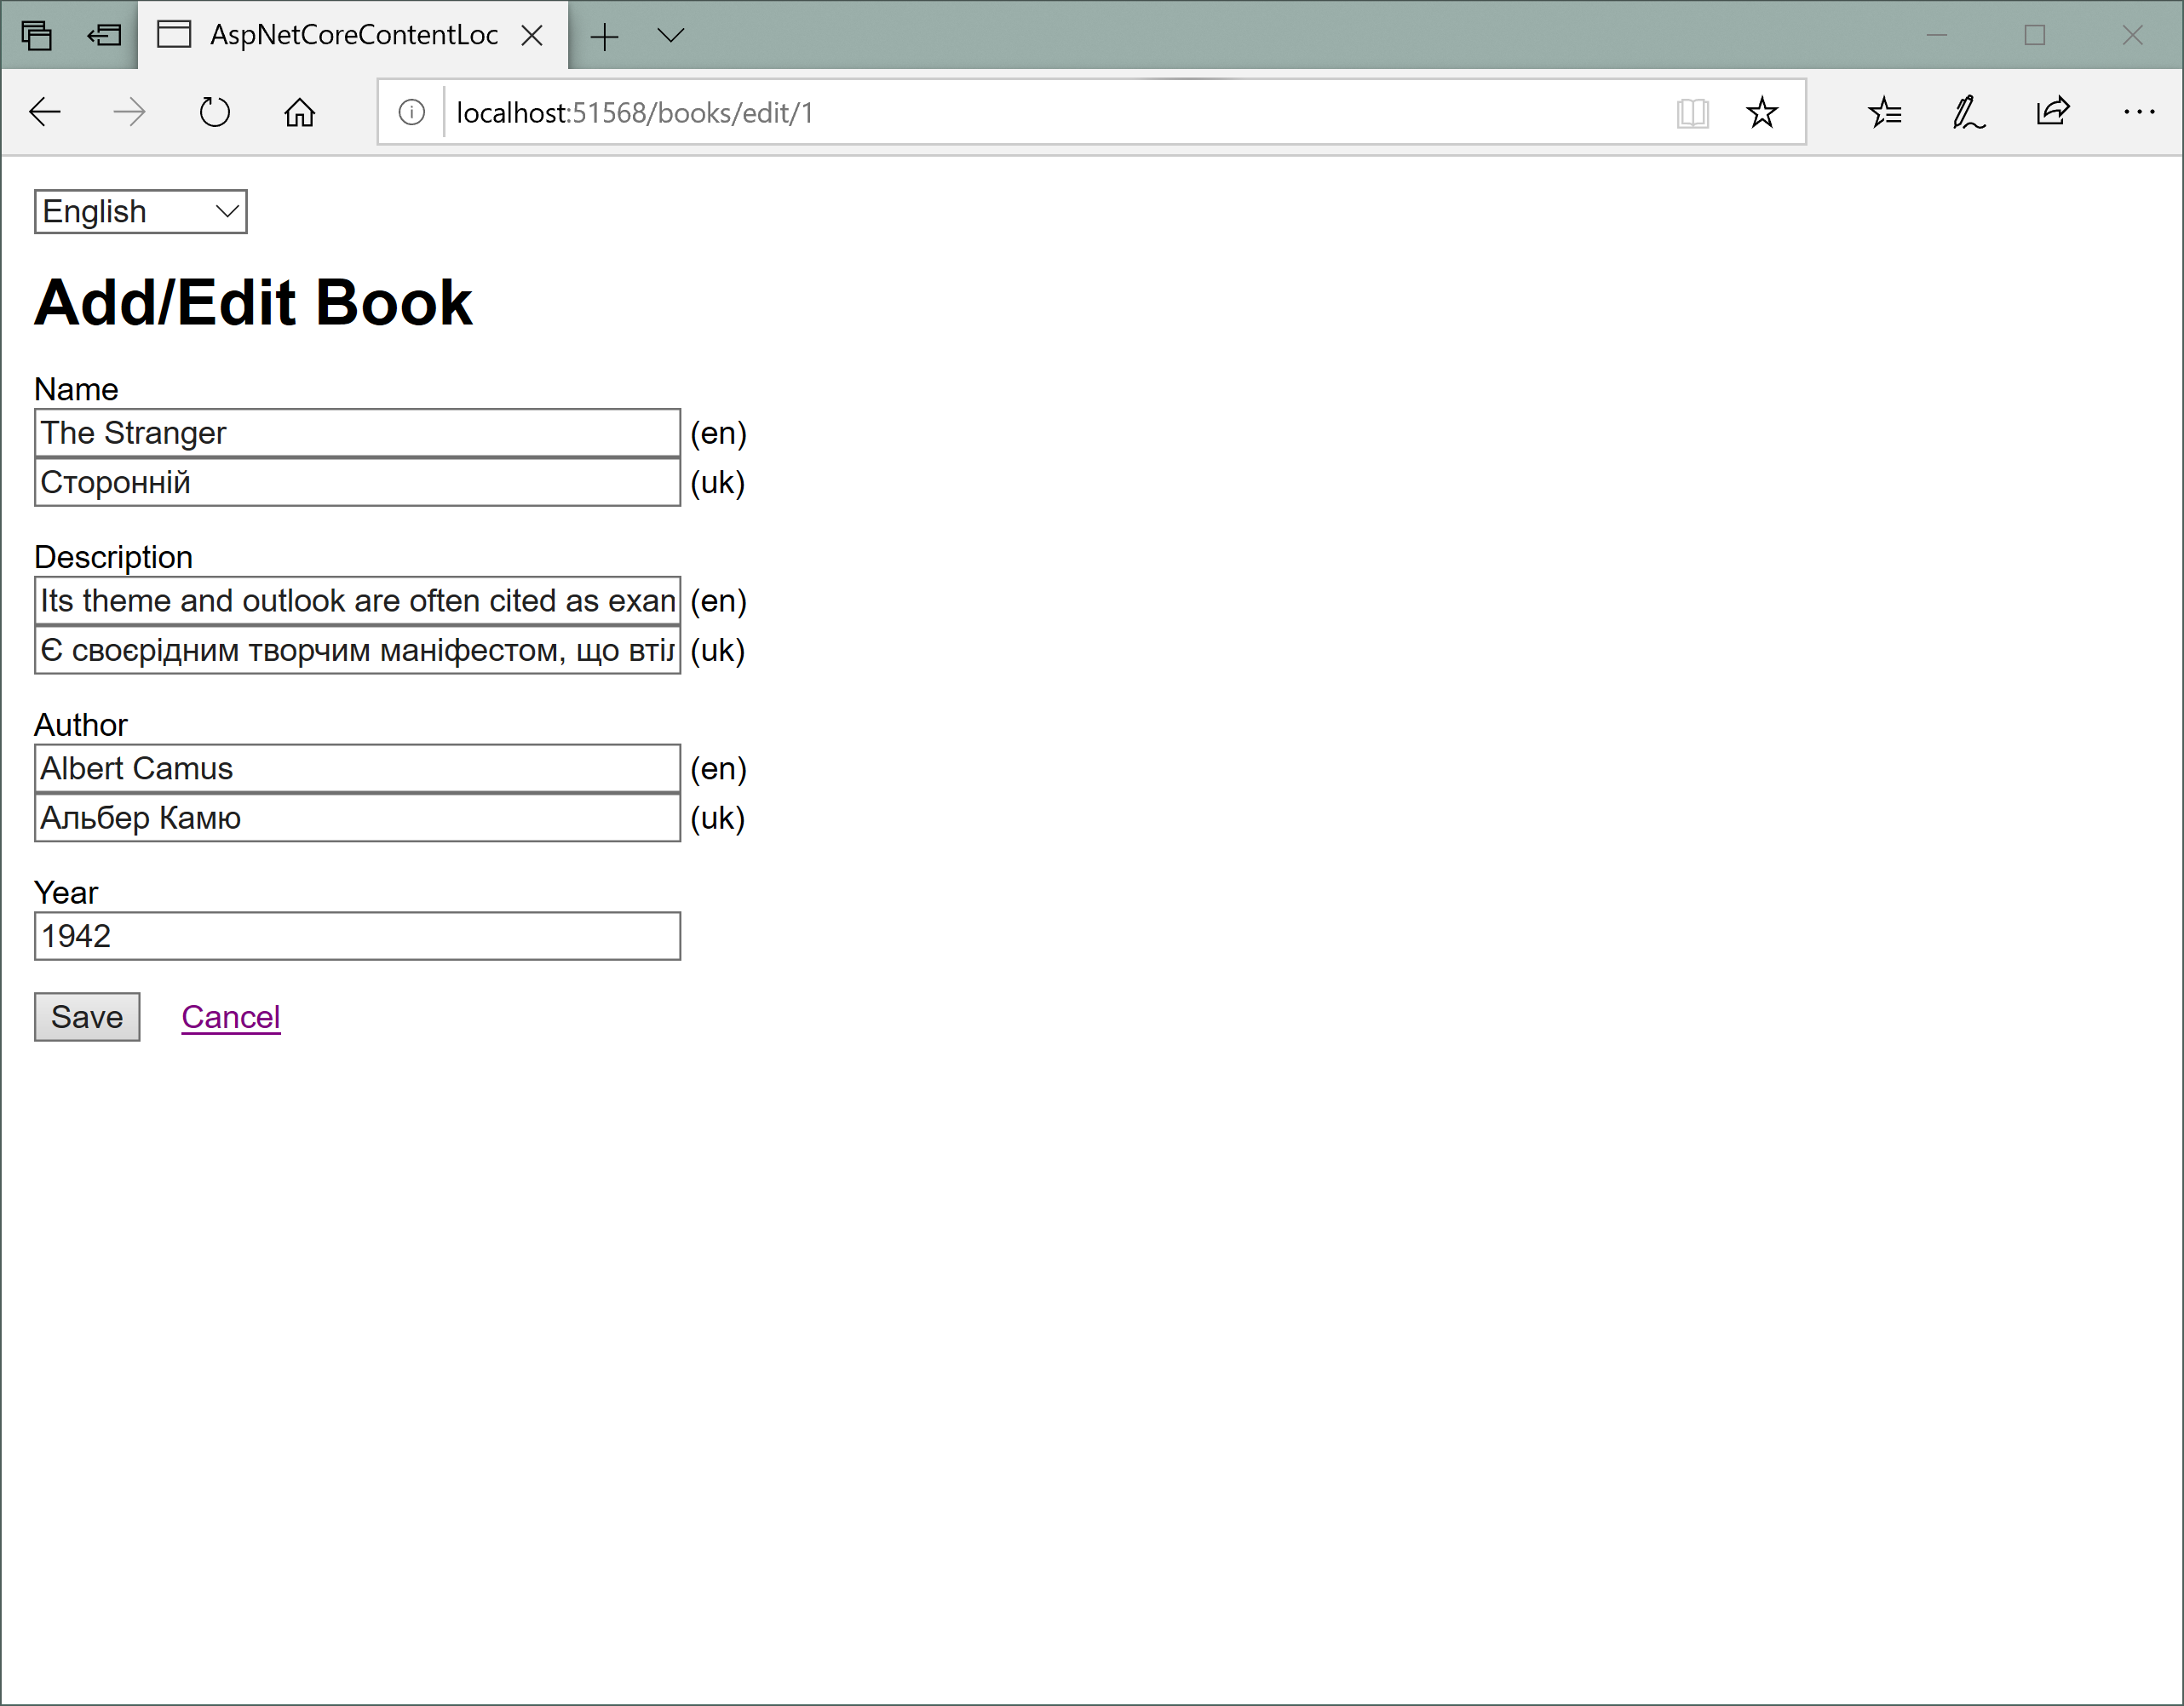 AspNetCoreContentLoc
localhost:51568/books/edit/1
English
Add/Edit Book
Name
The Stranger (en)
Сторонній (uk)
Description
Its theme and outlook are often cited as (en)
Є своєрідним творчим маніфестом, що (uk)
Author
Albert Camus (en)
Альбер Камю (uk)
Year
1942
Save Cancel